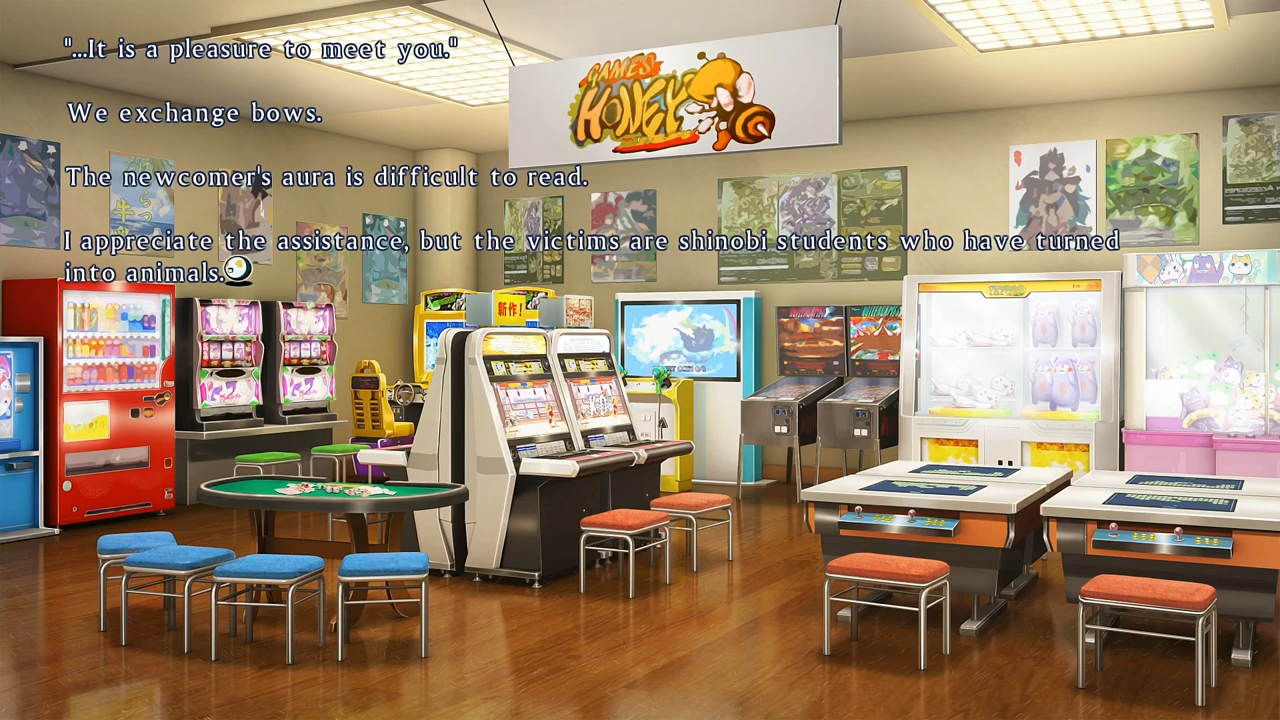 "...It is a pleasure to meet you."
We exchange bows.
The newcomer's aura is difficult to read.
I appreciate the assistance, but the victims are shinobi students who have turned
into animals.
GAMES
HONEY
新作!